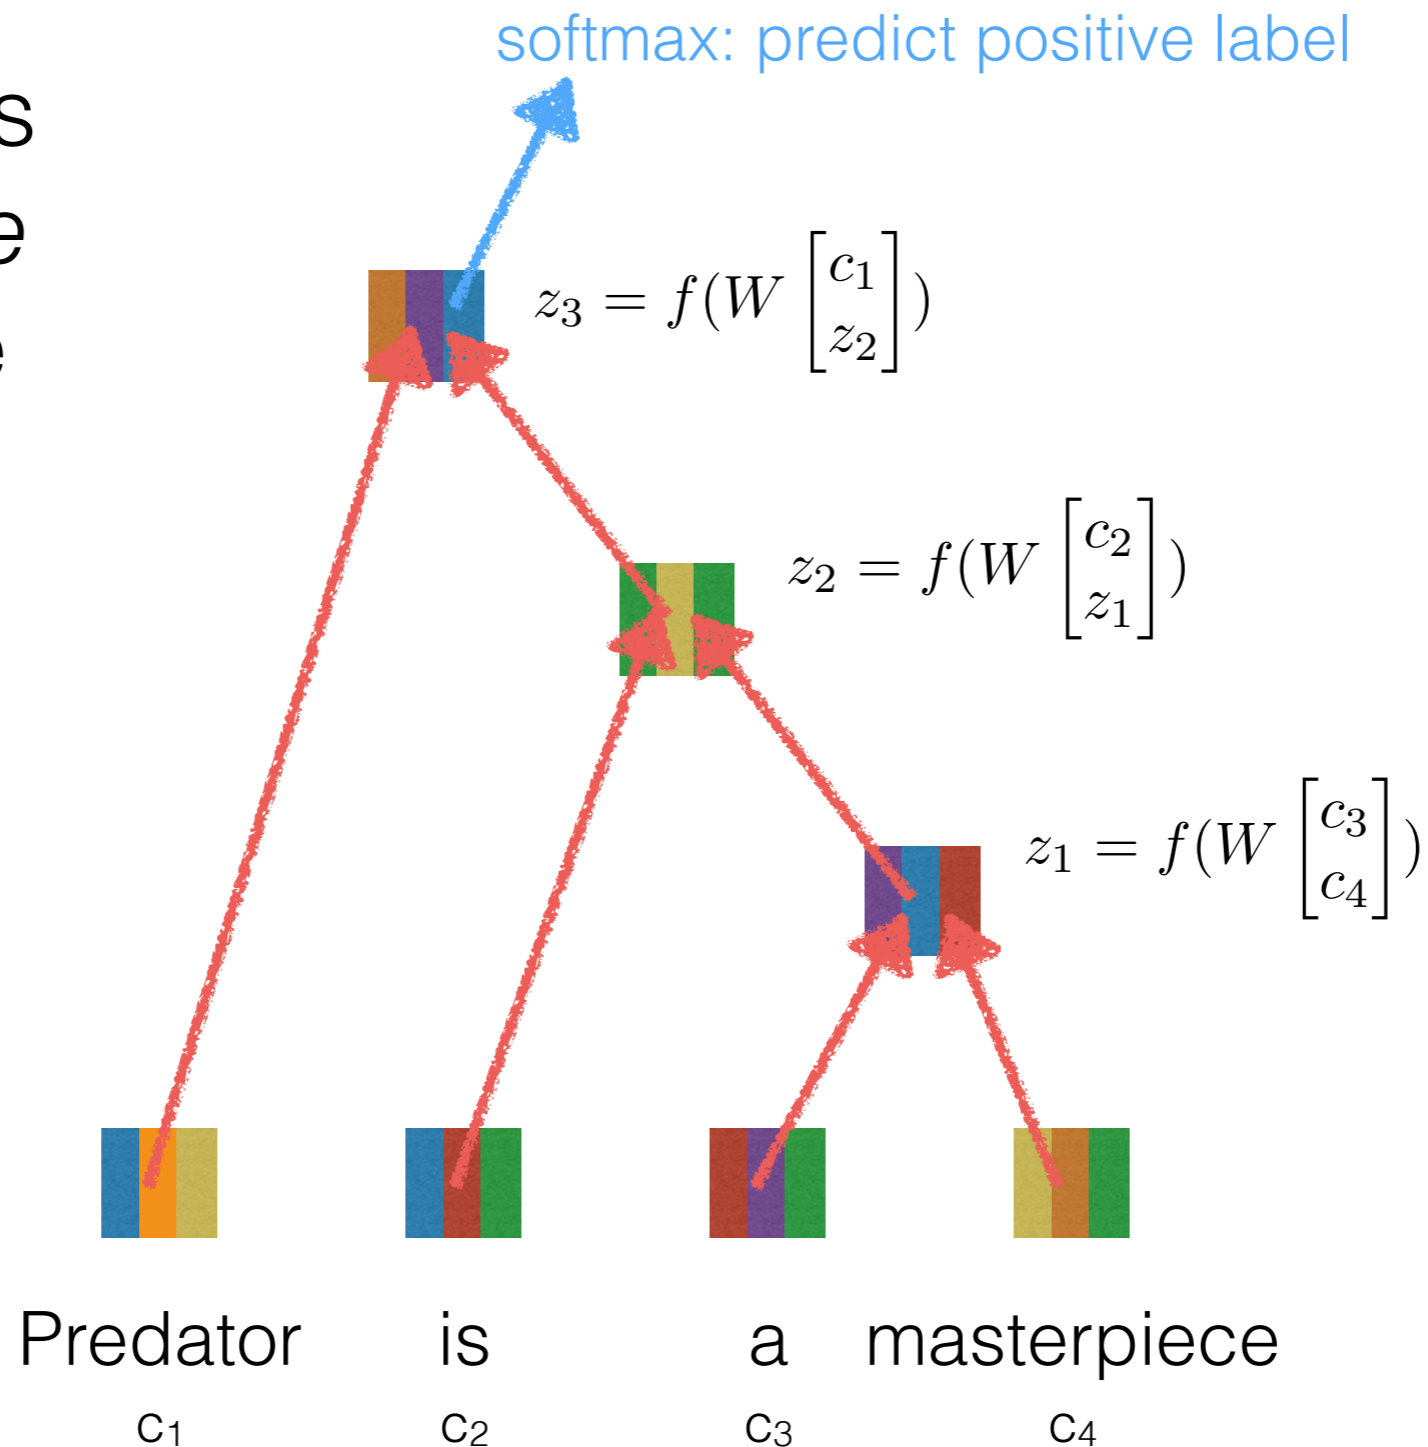 softmax: predict positive label
s
e
z₃ = f(W [c₁ z₂])
z₂ = f(W [c₂ z₁])
z₁ = f(W [c₃ c₄])
Predator is a masterpiece
c₁ c₂ c₃ c₄